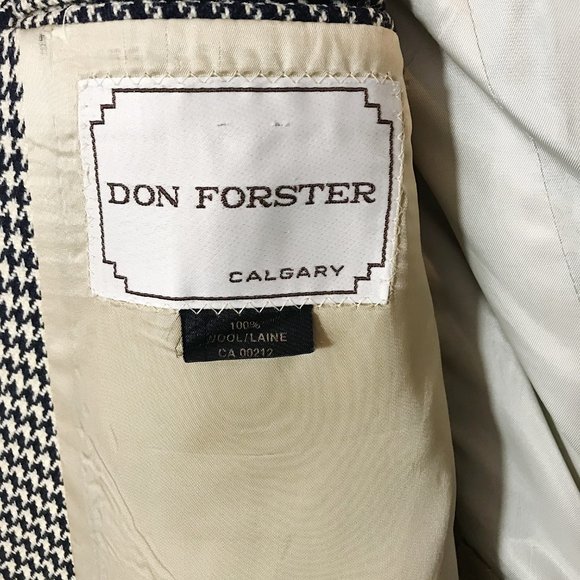 DON FORSTER
CALGARY
100%
WOOL/LAINE
CA 00212